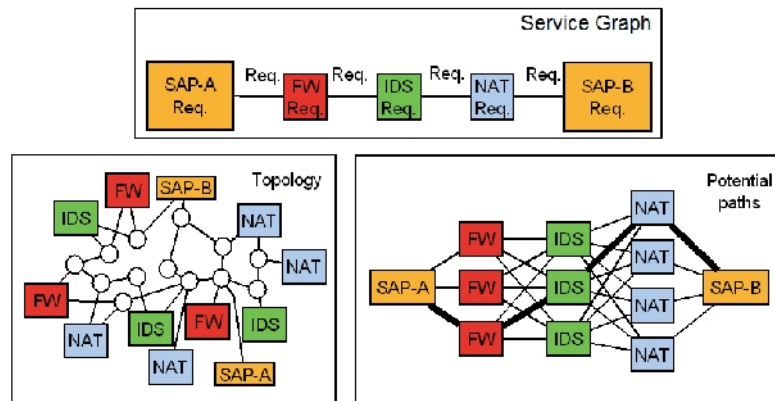 Service Graph
Req. Req. Req. Req.
SAP-A FW IDS NAT SAP-B
Req. Req. Req. Req. Req.
Topology
FW SAP-B
IDS
NAT
NAT
FW
NAT IDS FW IDS
NAT SAP-A
Potential
paths
NAT
FW IDS
NAT
SAP-A FW IDS SAP-B
NAT
FW IDS
NAT